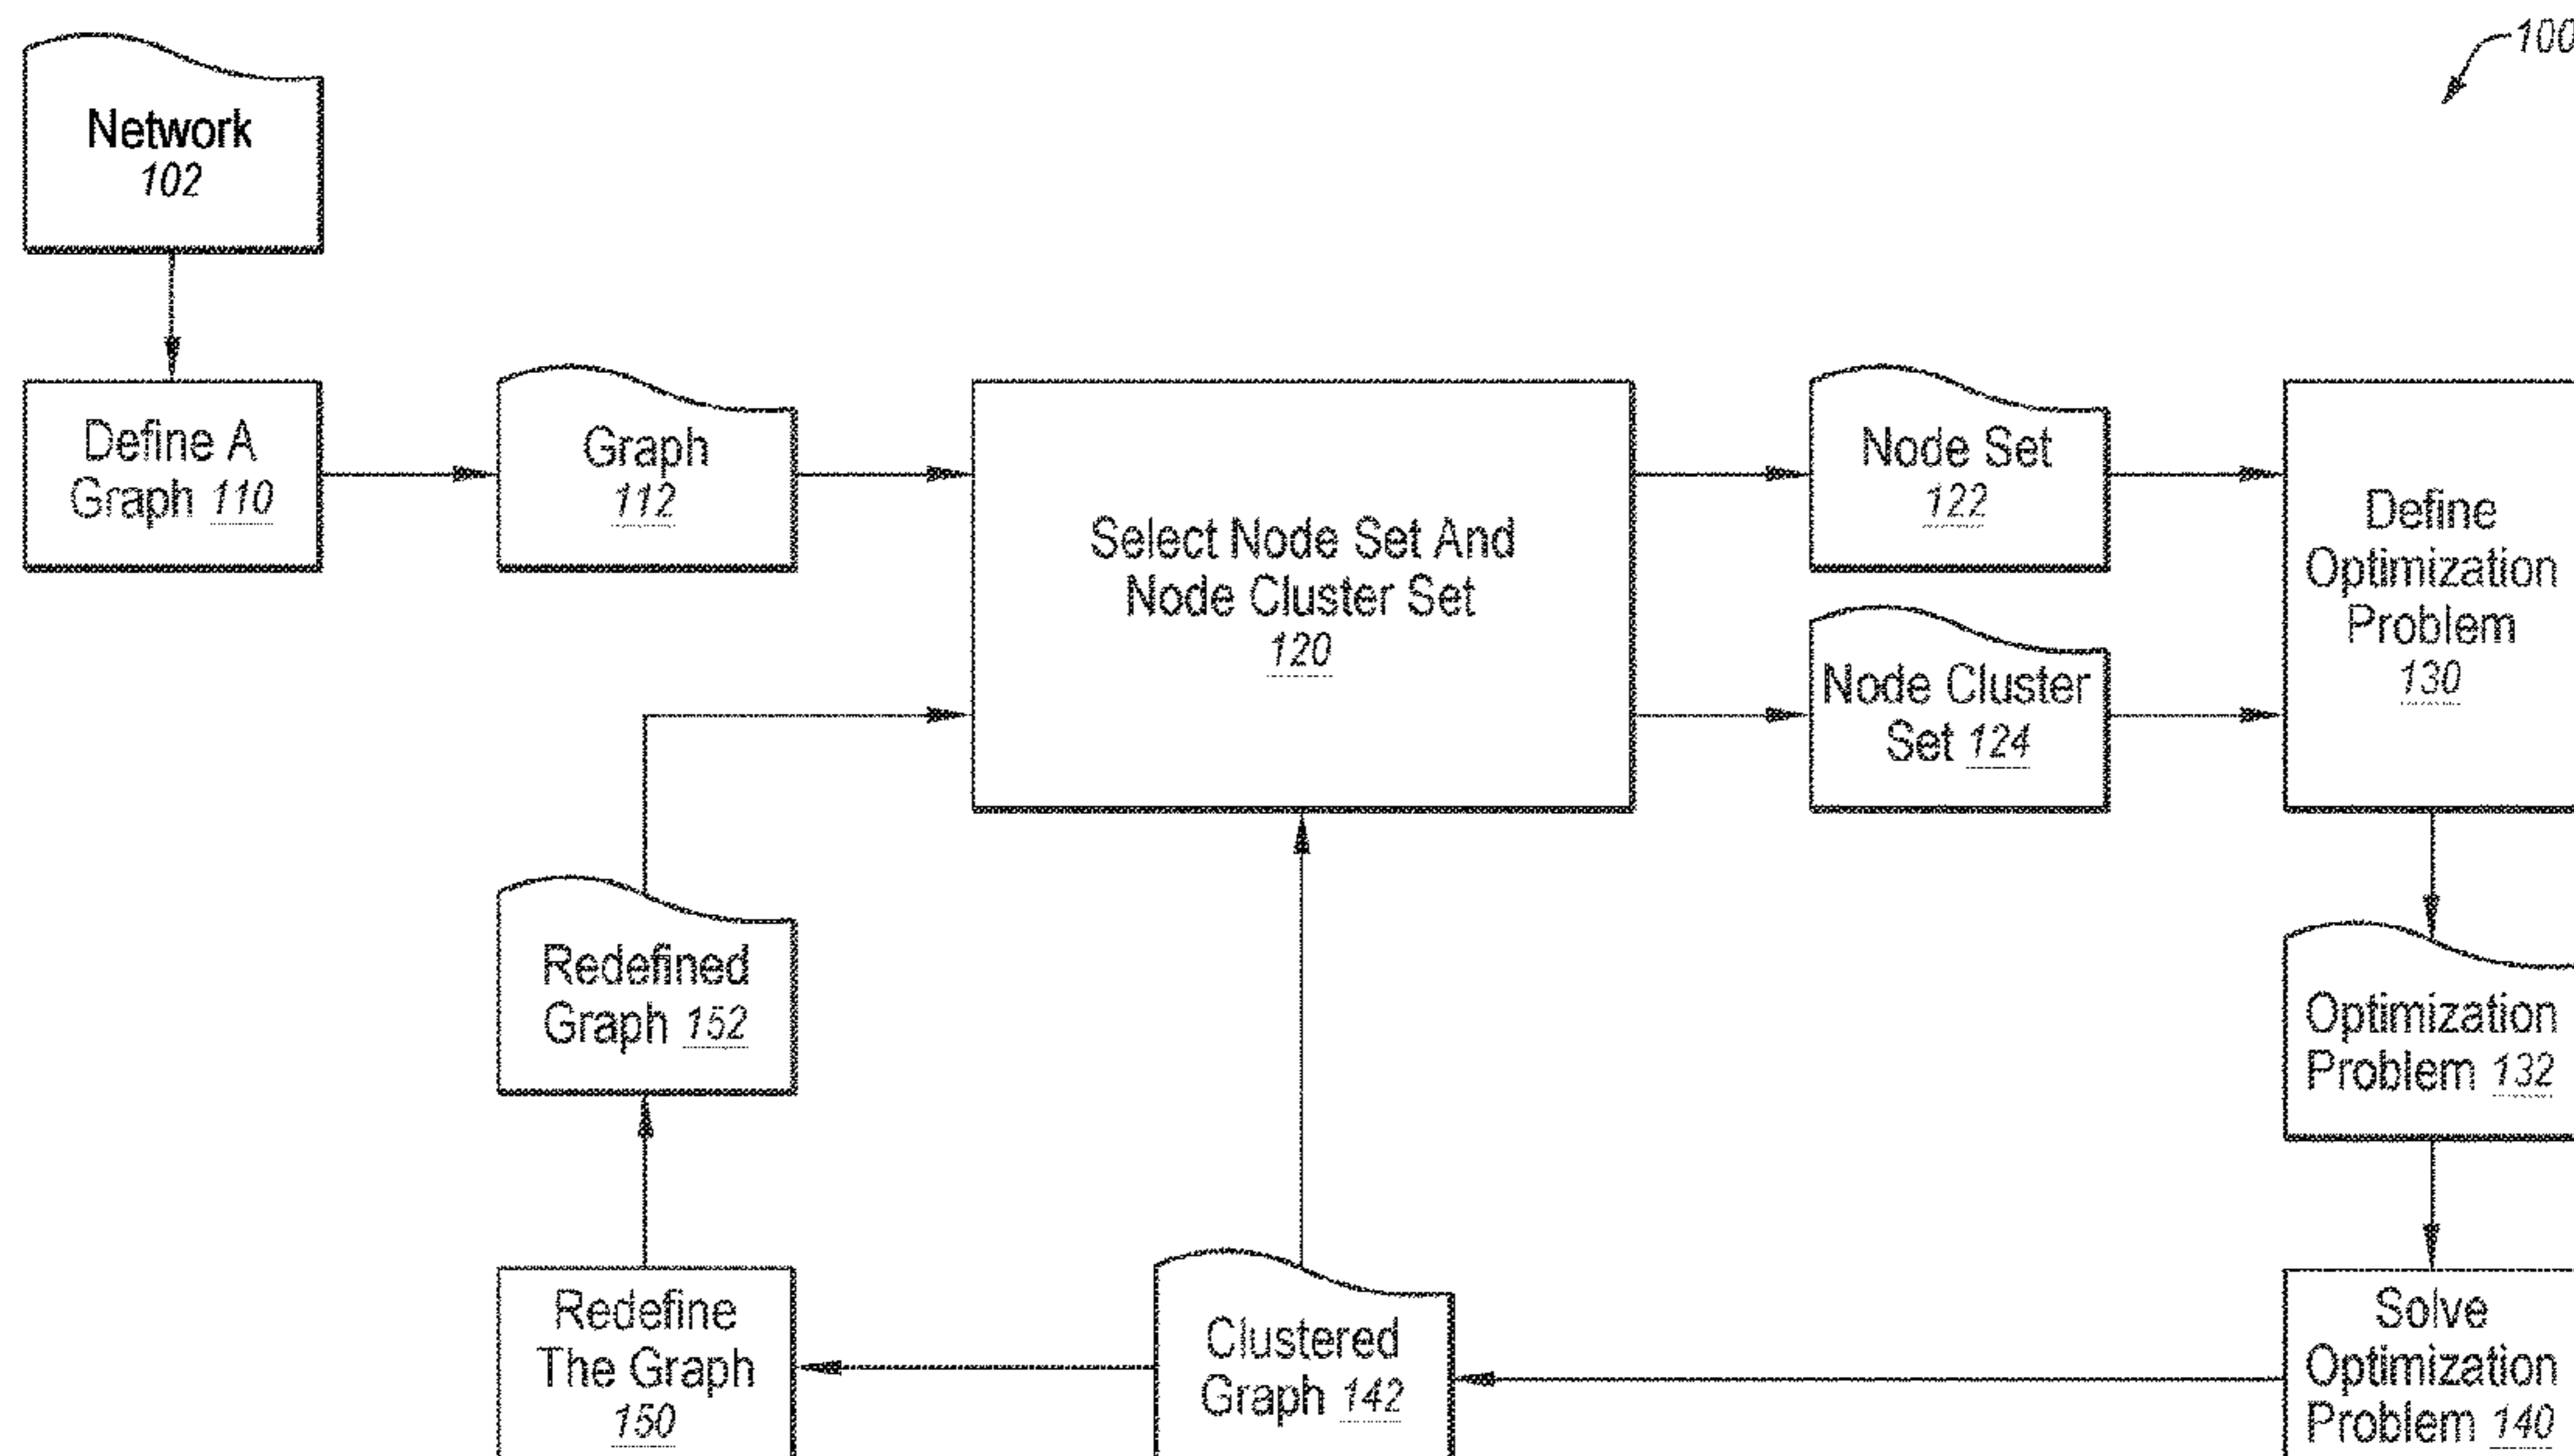 100
Network
102
Define A
Graph 110
Graph
112
Select Node Set And
Node Cluster Set
120
Node Set
122
Node Cluster
Set 124
Define
Optimization
Problem
130
Redefined
Graph 152
Optimization
Problem 132
Redefine
The Graph
150
Clustered
Graph 142
Solve
Optimization
Problem 140